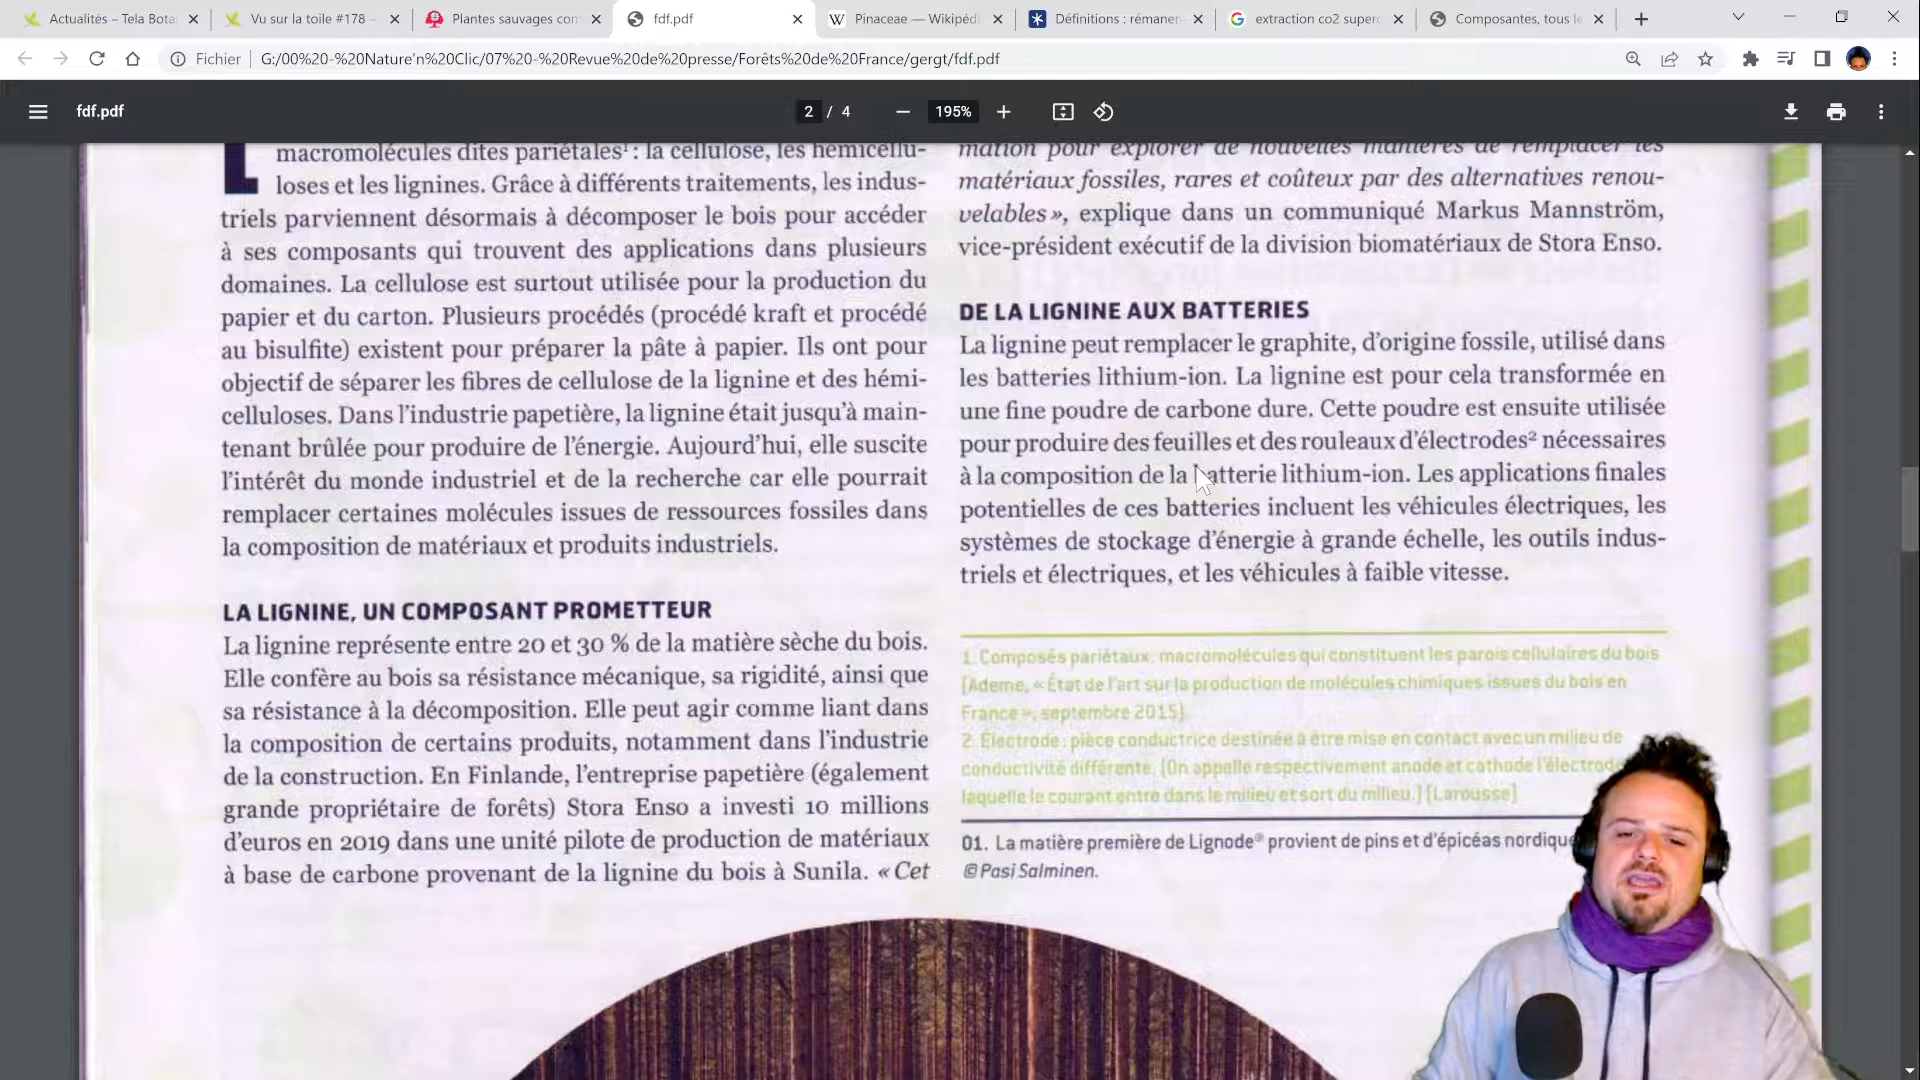 Actualités – Tela Bota
Vu sur la toile #178 –
Plantes sauvages com
fdf.pdf
Pinaceae — Wikipédi
Définitions : rémanen
extraction co2 superc
Composantes, tous le
Fichier
G:/00%20-%20Nature'n%20Clic/07%20-%20Revue%20de%20presse/Forêts%20de%20France/gergt/fdf.pdf
fdf.pdf
2 / 4
195%
macromolécules dites pariétales¹ : la cellulose, les hémicellu-
loses et les lignines. Grâce à différents traitements, les indus-
triels parviennent désormais à décomposer le bois pour accéder
à ses composants qui trouvent des applications dans plusieurs
domaines. La cellulose est surtout utilisée pour la production du
papier et du carton. Plusieurs procédés (procédé kraft et procédé
au bisulfite) existent pour préparer la pâte à papier. Ils ont pour
objectif de séparer les fibres de cellulose de la lignine et des hémi-
celluloses. Dans l'industrie papetière, la lignine était jusqu'à main-
tenant brûlée pour produire de l'énergie. Aujourd'hui, elle suscite
l'intérêt du monde industriel et de la recherche car elle pourrait
remplacer certaines molécules issues de ressources fossiles dans
la composition de matériaux et produits industriels.
LA LIGNINE, UN COMPOSANT PROMETTEUR
La lignine représente entre 20 et 30 % de la matière sèche du bois.
Elle confère au bois sa résistance mécanique, sa rigidité, ainsi que
sa résistance à la décomposition. Elle peut agir comme liant dans
la composition de certains produits, notamment dans l'industrie
de la construction. En Finlande, l'entreprise papetière (également
grande propriétaire de forêts) Stora Enso a investi 10 millions
d'euros en 2019 dans une unité pilote de production de matériaux
à base de carbone provenant de la lignine du bois à Sunila. « Cet
mation pour explorer de nouvelles manières de remplacer les
matériaux fossiles, rares et coûteux par des alternatives renou-
velables », explique dans un communiqué Markus Mannström,
vice-président exécutif de la division biomatériaux de Stora Enso.
DE LA LIGNINE AUX BATTERIES
La lignine peut remplacer le graphite, d'origine fossile, utilisé dans
les batteries lithium-ion. La lignine est pour cela transformée en
une fine poudre de carbone dure. Cette poudre est ensuite utilisée
pour produire des feuilles et des rouleaux d'électrodes² nécessaires
à la composition de la batterie lithium-ion. Les applications finales
potentielles de ces batteries incluent les véhicules électriques, les
systèmes de stockage d'énergie à grande échelle, les outils indus-
triels et électriques, et les véhicules à faible vitesse.
1. Composés pariétaux : macromolécules qui constituent les parois cellulaires du bois
(Ademe, « État de l'art sur la production de molécules chimiques issues du bois en
France », septembre 2015).
2. Électrode : pièce conductrice destinée à être mise en contact avec un milieu de
conductivité différente. (On appelle respectivement anode et cathode l'électrod
laquelle le courant entre dans le milieu et sort du milieu.) (Larousse)
01. La matière première de Lignode® provient de pins et d'épicéas nordique
© Pasi Salminen.